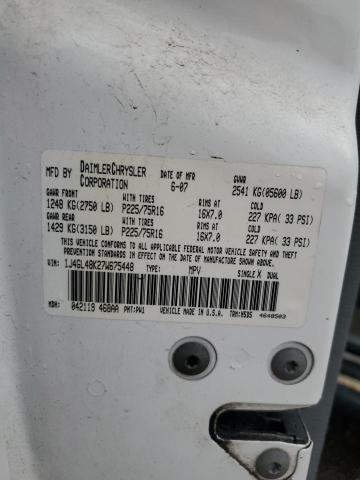 MFD BY DAIMLERCHRYSLER CORPORATION DATE OF MFR 6-07 GVWR 2541 KG(05600 LB)
GAWR FRONT WITH TIRES RIMS AT COLD
1248 KG(2750 LB) P225/75R16 16X7.0 227 KPA( 33 PSI)
GAWR REAR WITH TIRES RIMS AT COLD
1429 KG(3150 LB) P225/75R16 16X7.0 227 KPA( 33 PSI)
THIS VEHICLE CONFORMS TO ALL APPLICABLE FEDERAL MOTOR VEHICLE SAFETY,
BUMPER, AND THEFT PREVENTION STANDARDS IN EFFECT ON THE DATE OF MANUFACTURE SHOWN ABOVE.
VIN: 1J4GL48K27W675448 TYPE: MPV SINGLE X DUAL
MDH: 042119 468AA PNT:PW1 VEHICLE MADE IN U.S.A. TRM:H5D5 4648503